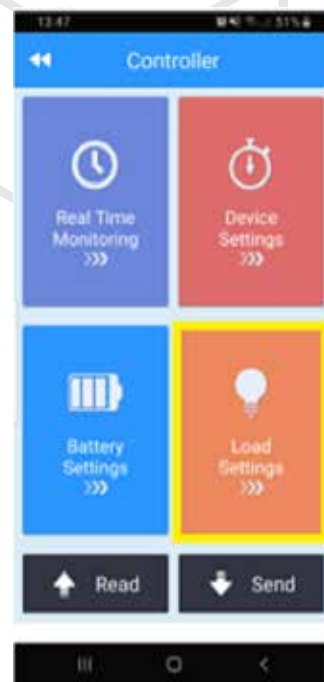 13:47
51%
Controller
Real Time
Monitoring
Device
Settings
Battery
Settings
Load
Settings
Read
Send